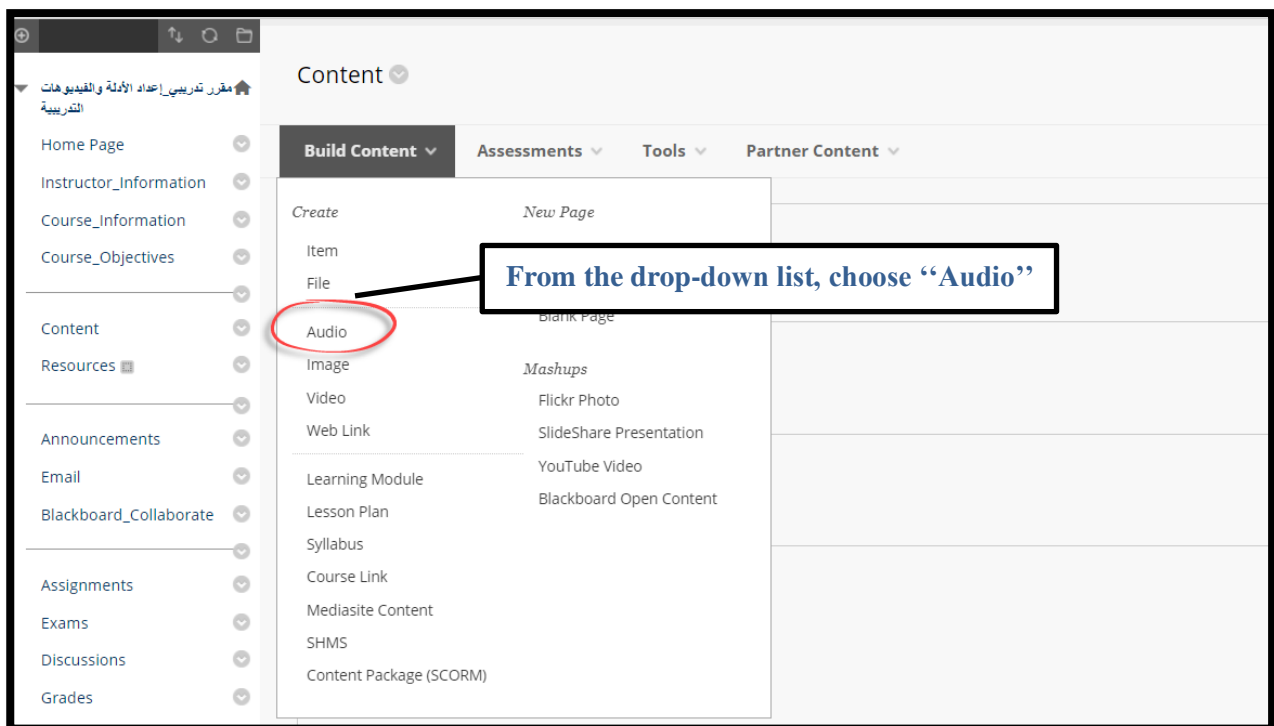 مقرر تدريبي_إعداد الأدلة والفيديوهات
التدريبية
Home Page
Instructor_Information
Course_Information
Course_Objectives
Content
Resources
Announcements
Email
Blackboard_Collaborate
Assignments
Exams
Discussions
Grades
Content
Build Content
Assessments
Tools
Partner Content
Create
Item
File
Audio
Image
Video
Web Link
Learning Module
Lesson Plan
Syllabus
Course Link
Mediasite Content
SHMS
Content Package (SCORM)
New Page
From the drop-down list, choose ‘‘Audio’’
Blank Page
Mashups
Flickr Photo
SlideShare Presentation
YouTube Video
Blackboard Open Content